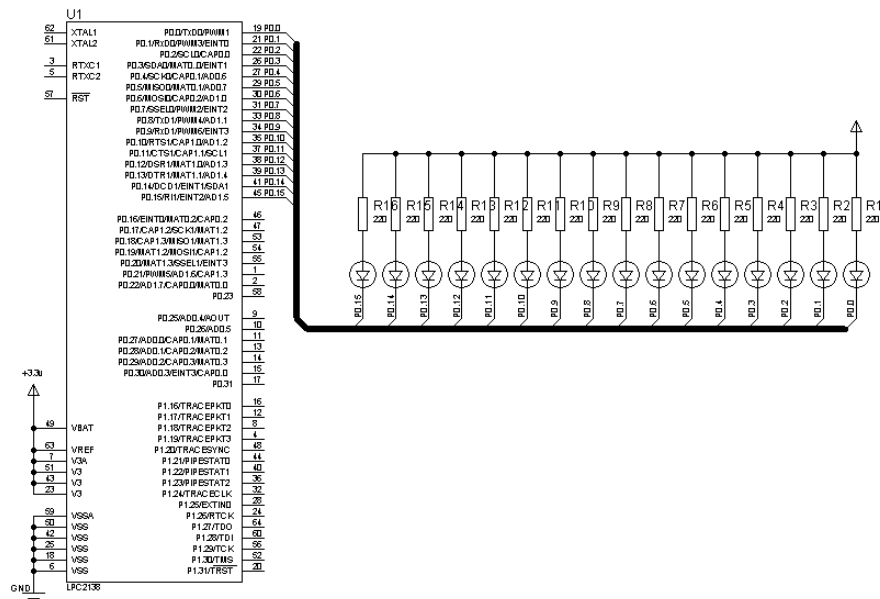 U1
62 XTAL1
61 XTAL2
3 RTXC1
5 RTXC2
57 RST
49 VBAT
63 VREF
7 V3A
51 V3
43 V3
23 V3
59 VSSA
50 VSS
42 VSS
25 VSS
18 VSS
6 VSS
+3.3u
GND
LPC2138
P0.0/TxD0/PWM1 19 P0.0
P0.1/RxD0/PWM3/EINT0 21 P0.1
P0.2/SCL0/CAP0.0 22 P0.2
P0.3/SDA0/MAT0.0/EINT1 26 P0.3
P0.4/SCK0/CAP0.1/AD0.6 27 P0.4
P0.5/MISO0/MAT0.1/AD0.7 29 P0.5
P0.6/MOSI0/CAP0.2/AD1.0 30 P0.6
P0.7/SSEL0/PWM2/EINT2 31 P0.7
P0.8/TxD1/PWM4/AD1.1 33 P0.8
P0.9/RxD1/PWM6/EINT3 34 P0.9
P0.10/RTS1/CAP1.0/AD1.2 35 P0.10
P0.11/CTS1/CAP1.1/SCL1 37 P0.11
P0.12/DSR1/MAT1.0/AD1.3 38 P0.12
P0.13/DTR1/MAT1.1/AD1.4 39 P0.13
P0.14/DCD1/EINT1/SDA1 41 P0.14
P0.15/RI1/EINT2/AD1.5 45 P0.15
P0.16/EINT0/MAT0.2/CAP0.2 46
P0.17/CAP1.2/SCK1/MAT1.2 47
P0.18/CAP1.3/MISO1/MAT1.3 53
P0.19/MAT1.2/MOSI1/CAP1.2 54
P0.20/MAT1.3/SSEL1/EINT3 55
P0.21/PWM5/AD1.6/CAP1.3 1
P0.22/AD1.7/CAP0.0/MAT0.0 2
P0.23 58
P0.25/AD0.4/AOUT 9
P0.26/AD0.5 10
P0.27/AD0.0/CAP0.1/MAT0.1 11
P0.28/AD0.1/CAP0.2/MAT0.2 13
P0.29/AD0.2/CAP0.3/MAT0.3 14
P0.30/AD0.3/EINT3/CAP0.0 15
P0.31 17
P1.16/TRACEPKT0 16
P1.17/TRACEPKT1 12
P1.18/TRACEPKT2 8
P1.19/TRACEPKT3 4
P1.20/TRACESYNC 48
P1.21/PIPESTAT0 44
P1.22/PIPESTAT1 40
P1.23/PIPESTAT2 36
P1.24/TRACECLK 32
P1.25/EXTIN0 28
P1.26/RTCK 24
P1.27/TDO 64
P1.28/TDI 60
P1.29/TCK 56
P1.30/TMS 52
P1.31/TRST 20
R16 R15 R14 R13 R12 R11 R10 R9 R8 R7 R6 R5 R4 R3 R2 R1
220 220 220 220 220 220 220 220 220 220 220 220 220 220 220 220
P0.15 P0.14 P0.13 P0.12 P0.11 P0.10 P0.9 P0.8 P0.7 P0.6 P0.5 P0.4 P0.3 P0.2 P0.1 P0.0